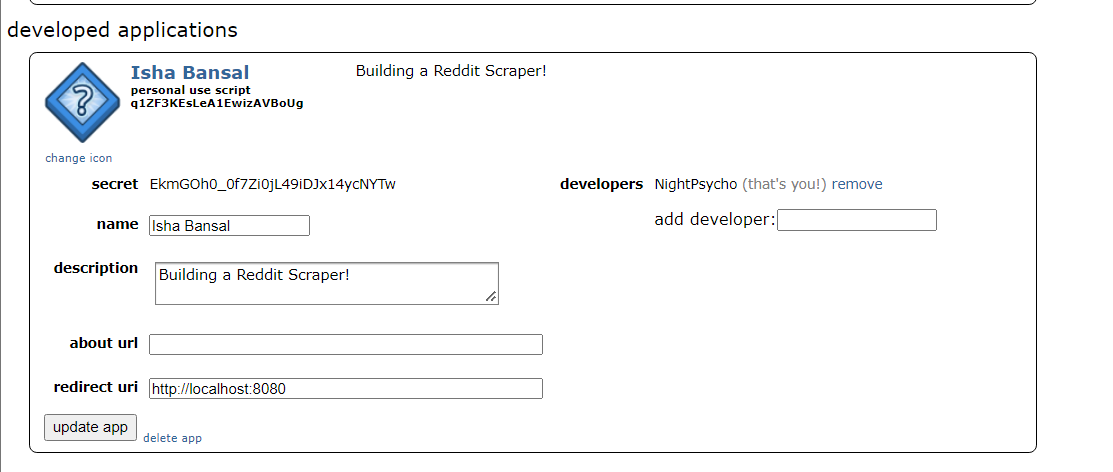 developed applications
Isha Bansal
Building a Reddit Scraper!
personal use script
q1ZF3KEsLeA1EwizAVBoUg
change icon
secret EkmGOh0_0f7Zi0jL49iDJx14ycNYTw
developers NightPsycho (that's you!) remove
name Isha Bansal
add developer:
description Building a Reddit Scraper!
about url
redirect uri http://localhost:8080
update app delete app